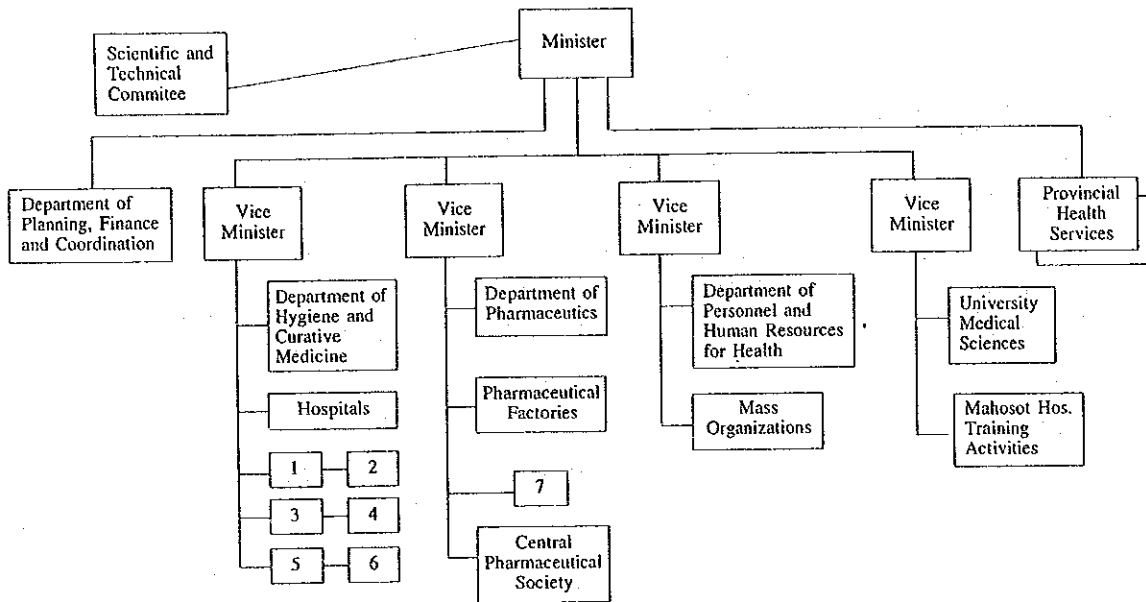 Minister
Scientific and
Technical
Commitee
Department of
Planning, Finance
and Coordination
Vice
Minister
Vice
Minister
Vice
Minister
Vice
Minister
Provincial
Health
Services
Department of
Hygiene and
Curative
Medicine
Hospitals
1
2
3
4
5
6
Department of
Pharmaceutics
Pharmaceutical
Factories
7
Central
Pharmaceutical
Society
Department of
Personnel and
Human Resources
for Health
Mass
Organizations
University
Medical
Sciences
Mahosot Hos.
Training
Activities